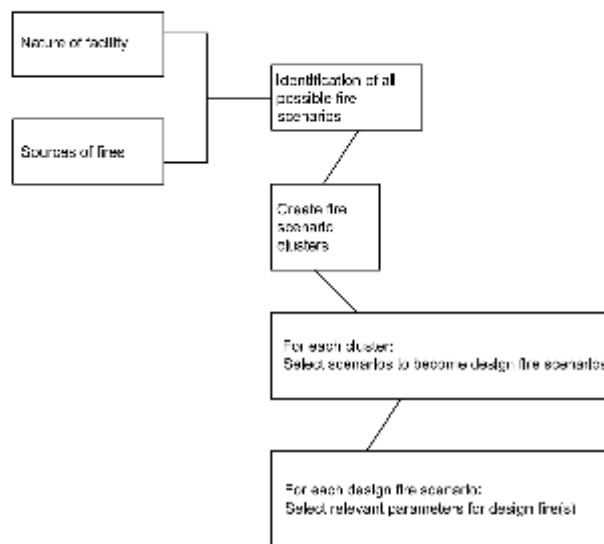 Nature of facility
Sources of fires
Identification of all
possible fire
scenarios
Create fire
scenario
clusters
For each cluster:
Select scenarios to become design fire scenarios
For each design fire scenario:
Select relevant parameters for design fire(s)